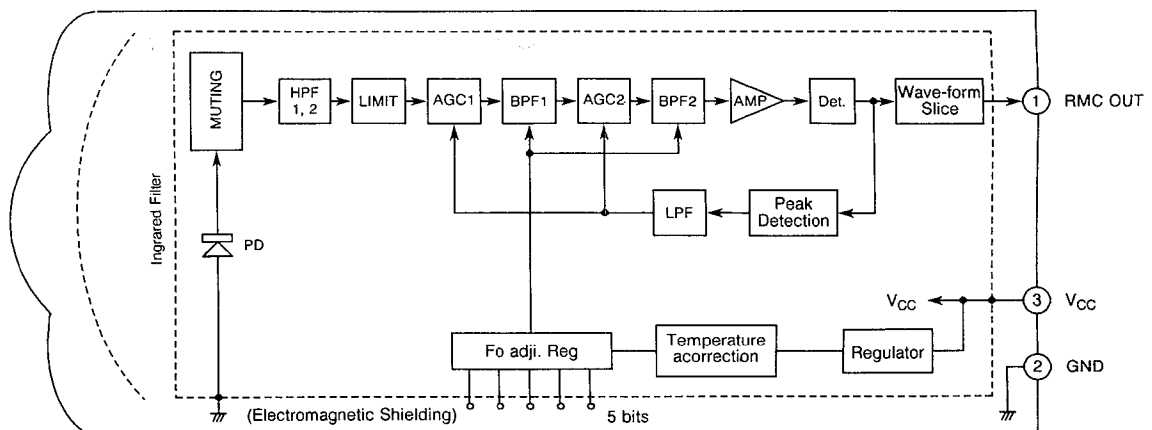 MUTING
HPF
1, 2
LIMIT
AGC1
BPF1
AGC2
BPF2
AMP
Det.
Wave-form
Slice
1
RMC OUT
Ingrared Filter
PD
LPF
Peak
Detection
VCC
3
VCC
Fo adji. Reg
Temperature
acorrection
Regulator
2
GND
(Electromagnetic Shielding)
5 bits